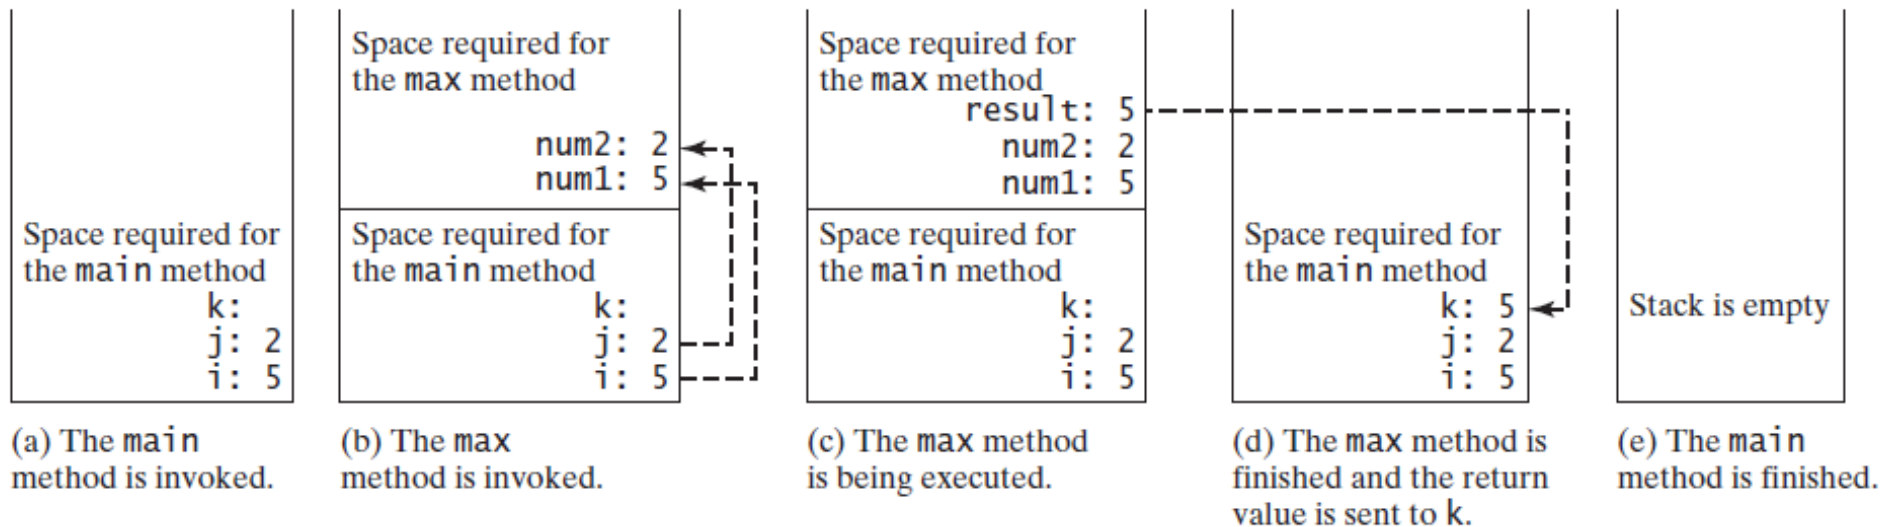 Space required for
the main method
k:
j: 2
i: 5
(a) The main
method is invoked.
Space required for
the max method
num2: 2
num1: 5
Space required for
the main method
k:
j: 2
i: 5
(b) The max
method is invoked.
Space required for
the max method
result: 5
num2: 2
num1: 5
Space required for
the main method
k:
j: 2
i: 5
(c) The max method
is being executed.
Space required for
the main method
k: 5
j: 2
i: 5
(d) The max method is
finished and the return
value is sent to k.
Stack is empty
(e) The main
method is finished.